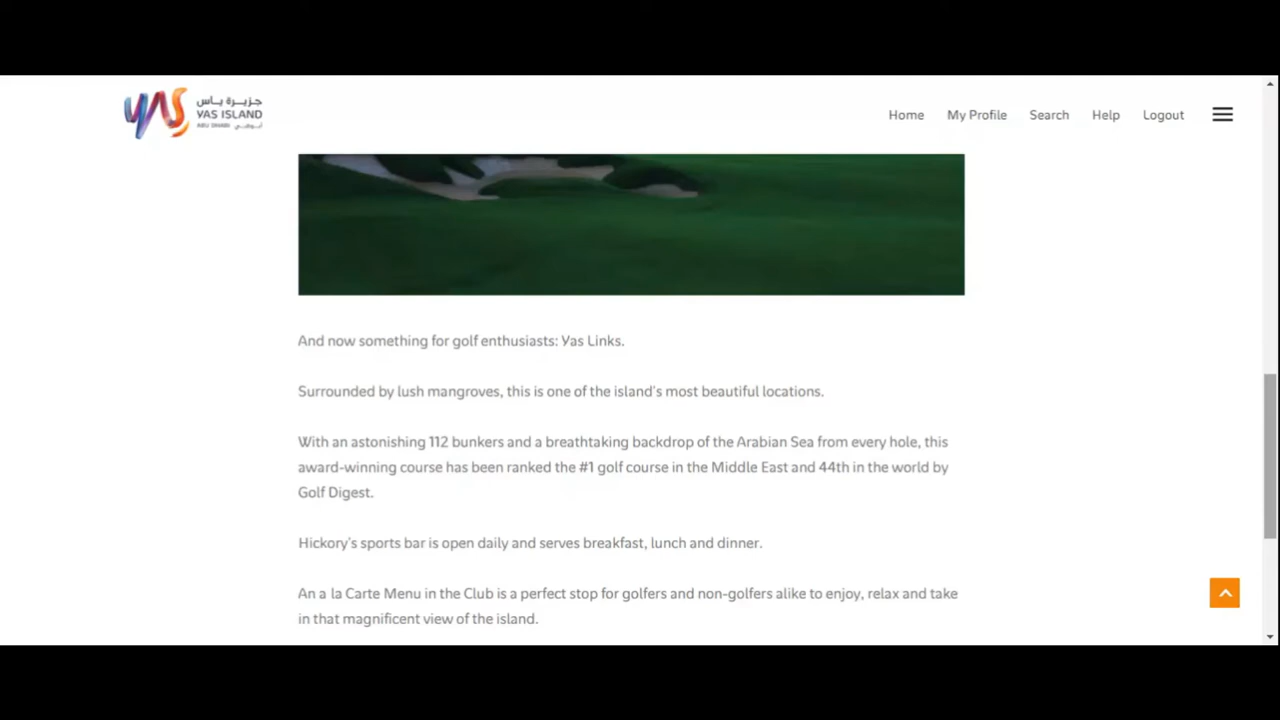 جزيرة ياس
YAS ISLAND
ABU DHABI أبوظبي
Home My Profile Search Help Logout
And now something for golf enthusiasts: Yas Links.
Surrounded by lush mangroves, this is one of the island's most beautiful locations.
With an astonishing 112 bunkers and a breathtaking backdrop of the Arabian Sea from every hole, this
award-winning course has been ranked the #1 golf course in the Middle East and 44th in the world by
Golf Digest.
Hickory's sports bar is open daily and serves breakfast, lunch and dinner.
An a la Carte Menu in the Club is a perfect stop for golfers and non-golfers alike to enjoy, relax and take
in that magnificent view of the island.